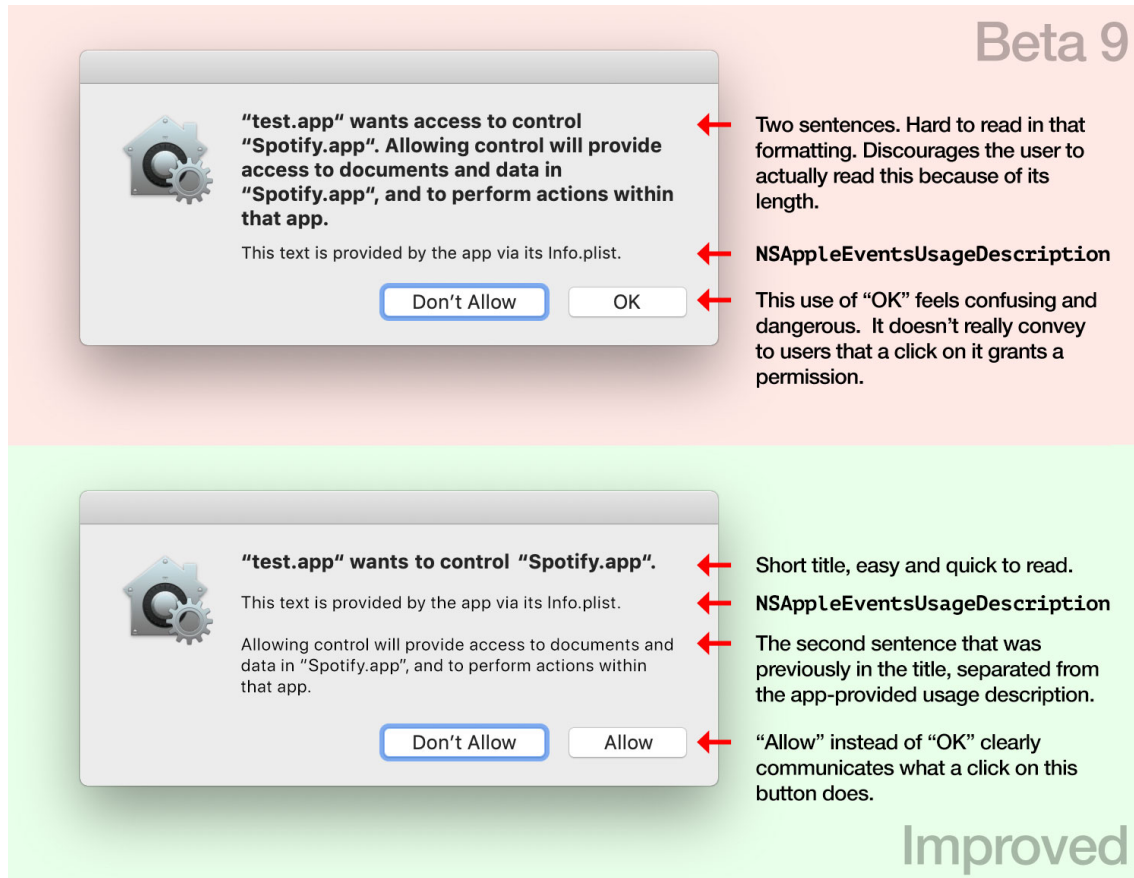 Beta 9
“test.app“ wants access to control
“Spotify.app“. Allowing control will provide
access to documents and data in
“Spotify.app“, and to perform actions within
that app.
This text is provided by the app via its Info.plist.
Don’t Allow
OK
Two sentences. Hard to read in that
formatting. Discourages the user to
actually read this because of its
length.
NSAppleEventsUsageDescription
This use of “OK” feels confusing and
dangerous.  It doesn’t really convey
to users that a click on it grants a
permission.
“test.app“ wants to control “Spotify.app“.
This text is provided by the app via its Info.plist.
Allowing control will provide access to documents and
data in “Spotify.app“, and to perform actions within
that app.
Don’t Allow
Allow
Short title, easy and quick to read.
NSAppleEventsUsageDescription
The second sentence that was
previously in the title, separated from
the app-provided usage description.
“Allow” instead of “OK” clearly
communicates what a click on this
button does.
Improved